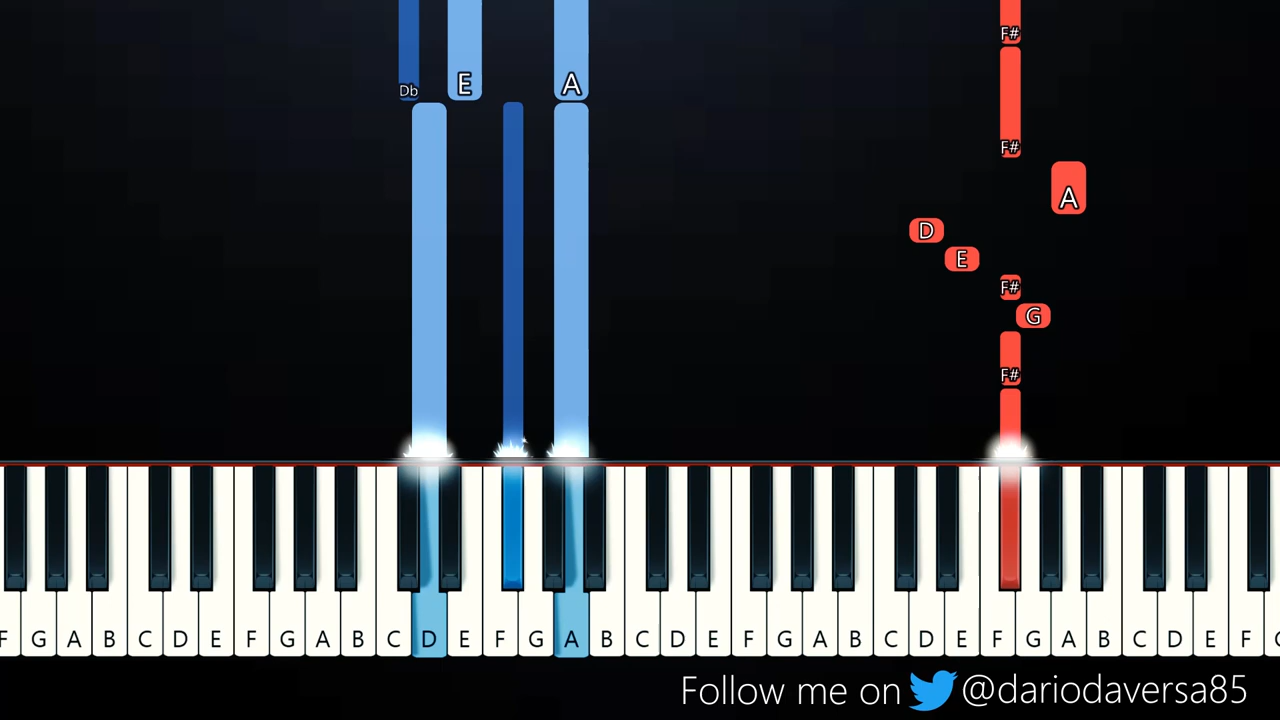 F#
Db E A
F#
A
D
E
F#
G
F#
F G A B C D E F G A B C D E F G A B C D E F G A B C D E F G A B C D E F
Follow me on @dariodaversa85